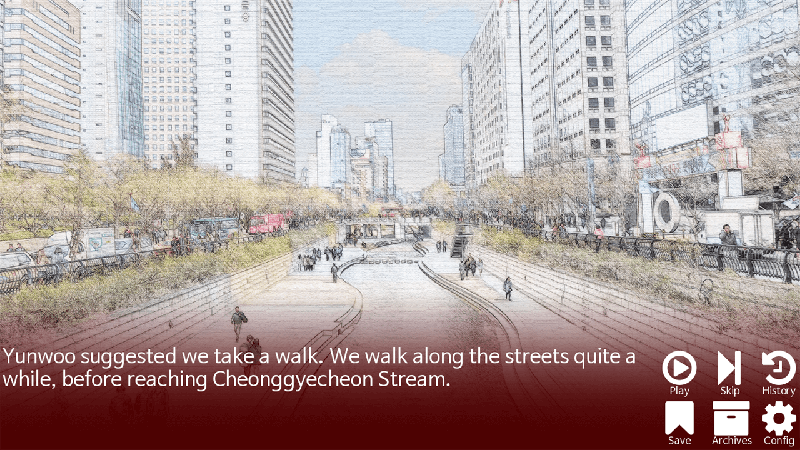 Yunwoo suggested we take a walk. We walk along the streets quite a
while, before reaching Cheonggyecheon Stream.
Play
Skip
History
Save
Archives
Config